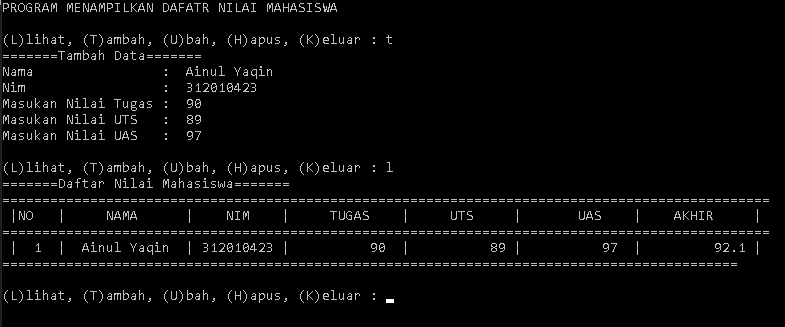 PROGRAM MENAMPILKAN DAFATR NILAI MAHASISWA
(L)lihat, (T)ambah, (U)bah, (H)apus, (K)eluar : t
=======Tambah Data=======
Nama                :  Ainul Yaqin
Nim                 :  312010423
Masukan Nilai Tugas :  90
Masukan Nilai UTS   :  89
Masukan Nilai UAS   :  97
(L)lihat, (T)ambah, (U)bah, (H)apus, (K)eluar : l
=======Daftar Nilai Mahasiswa=======
================================================================================================
|NO   |     NAMA     |    NIM    |     TUGAS    |     UTS     |       UAS    |    AKHIR     |
================================================================================================
|  1  |  Ainul Yaqin | 312010423 |          90  |          89 |          97  |         92.1 |
============================================================================================
(L)lihat, (T)ambah, (U)bah, (H)apus, (K)eluar :